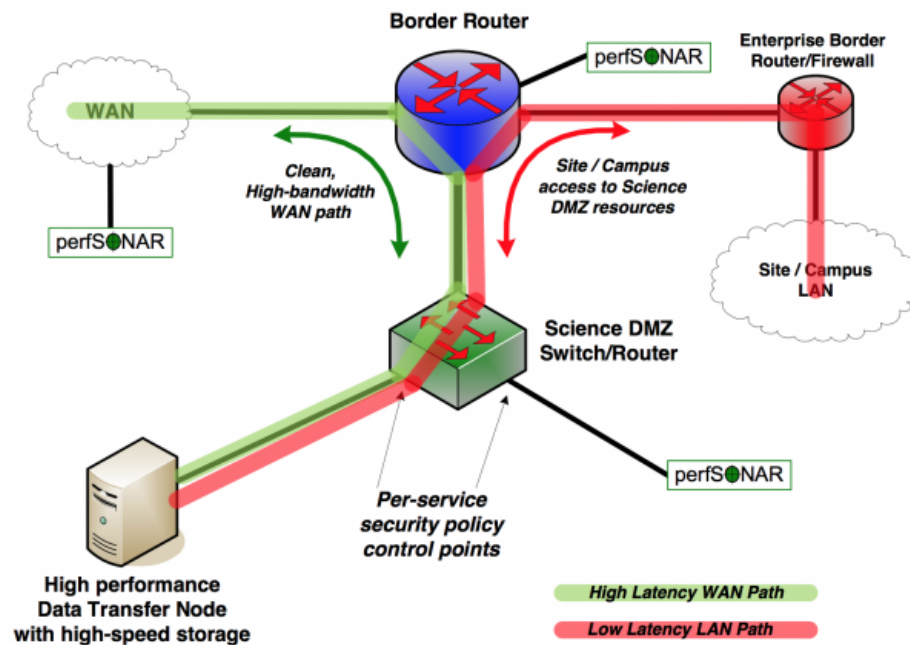 Border Router
perfSONAR
Enterprise Border
Router/Firewall
WAN
Clean,
High-bandwidth
WAN path
Site / Campus
access to Science
DMZ resources
perfSONAR
Site / Campus
LAN
Science DMZ
Switch/Router
perfSONAR
Per-service
security policy
control points
High performance
Data Transfer Node
with high-speed storage
High Latency WAN Path
Low Latency LAN Path